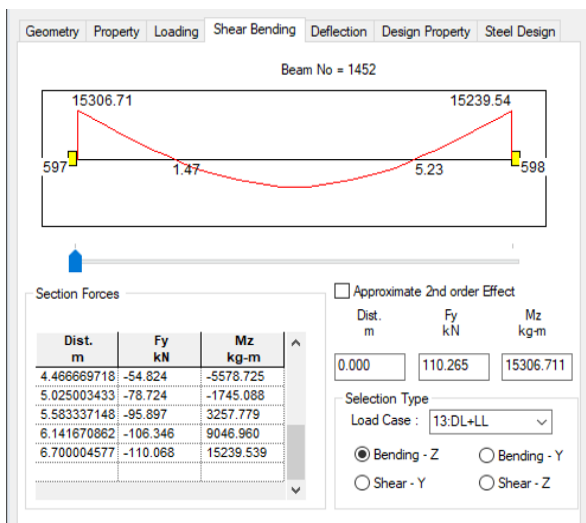 Geometry Property Loading Shear Bending Deflection Design Property Steel Design
Beam No = 1452
15306.71 15239.54
597 1.47 5.23 598
Section Forces
Dist. Fy Mz
m kN kg-m
4.466669718 -54.824 -5578.725
5.025003433 -78.724 -1745.088
5.583337148 -95.897 3257.779
6.141670862 -106.346 9046.960
6.700004577 -110.068 15239.539
Approximate 2nd order Effect
Dist. Fy Mz
m kN kg-m
0.000 110.265 15306.711
Selection Type
Load Case : 13:DL+LL
Bending - Z Bending - Y
Shear - Y Shear - Z